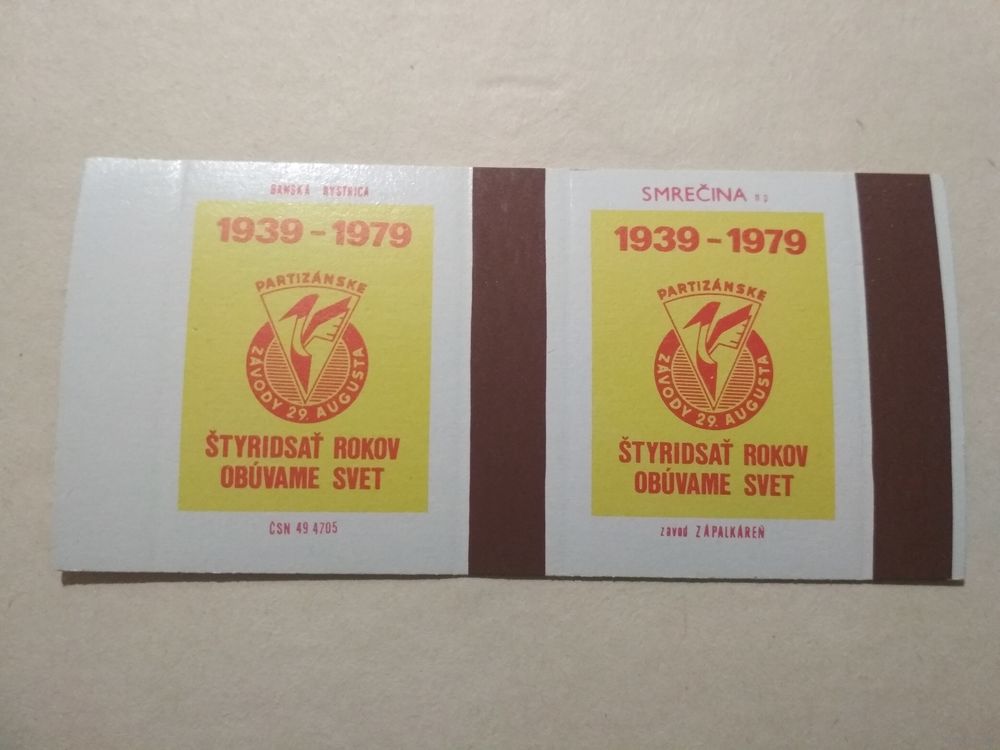 BANSKÁ BYSTRICA
1939 - 1979
PARTIZÁNSKE
ZÁVODY 29. AUGUSTA
ŠTYRIDSAŤ ROKOV
OBÚVAME SVET
ČSN 49 4705
SMREČINA n p
1939 - 1979
PARTIZÁNSKE
ZÁVODY 29. AUGUSTA
ŠTYRIDSAŤ ROKOV
OBÚVAME SVET
závod ZÁPALKÁREŇ